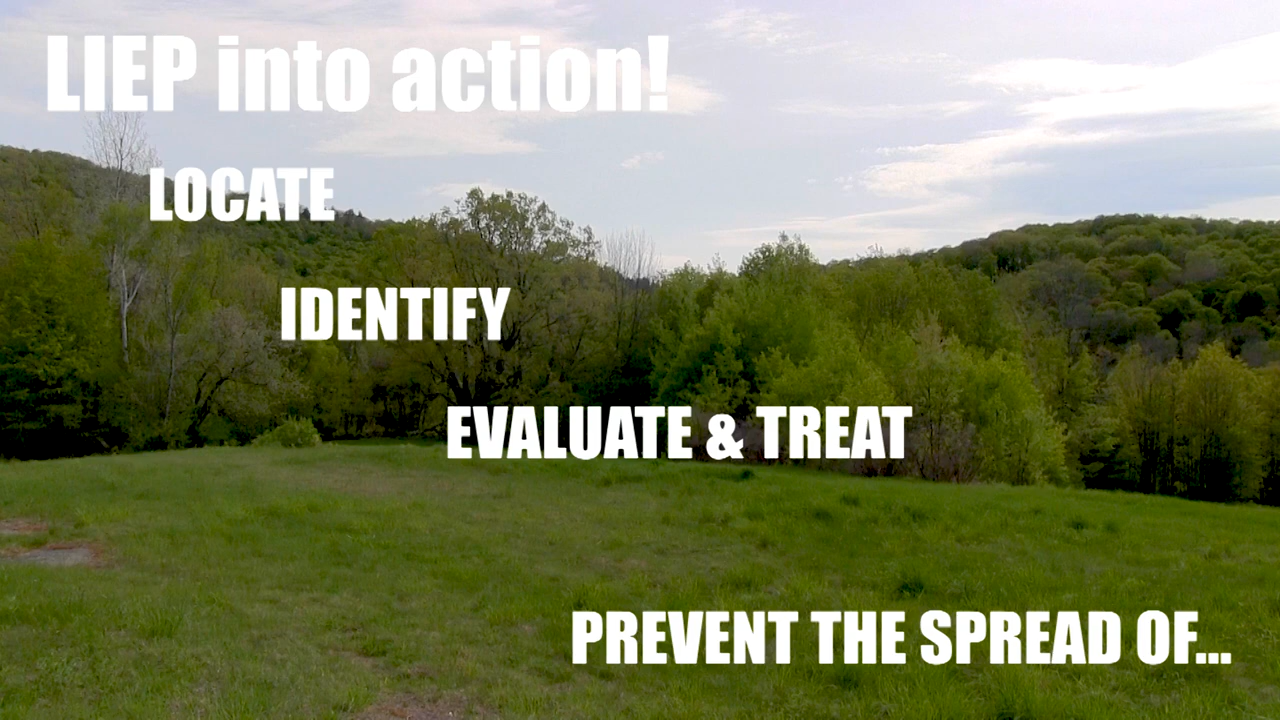 LIEP into action!
LOCATE
IDENTIFY
EVALUATE & TREAT
PREVENT THE SPREAD OF...